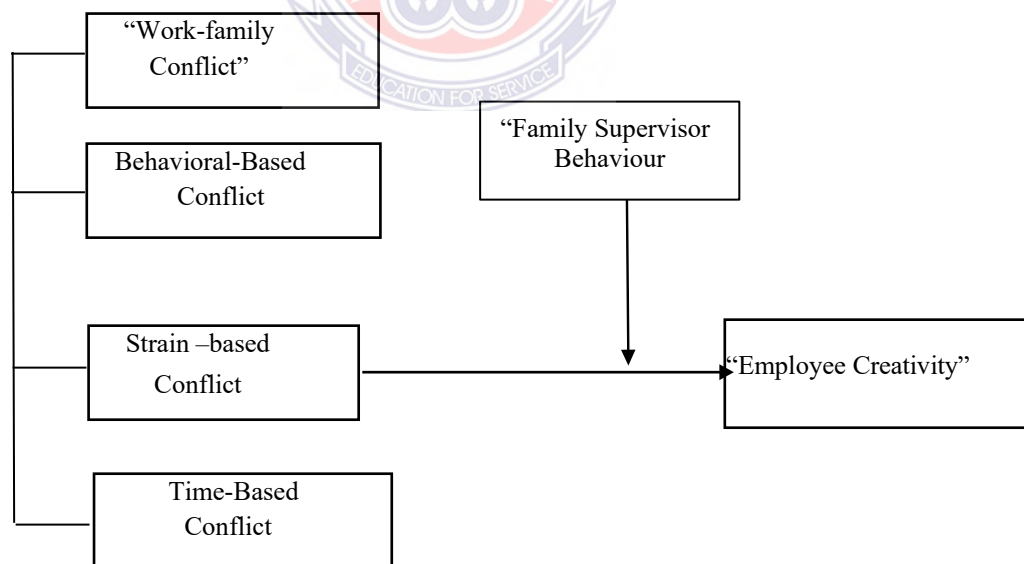 “Work-family
Conflict”
EDUCATION FOR SERVICE
“Family Supervisor
Behaviour
Behavioral-Based
Conflict
Strain –based
Conflict
“Employee Creativity”
Time-Based
Conflict